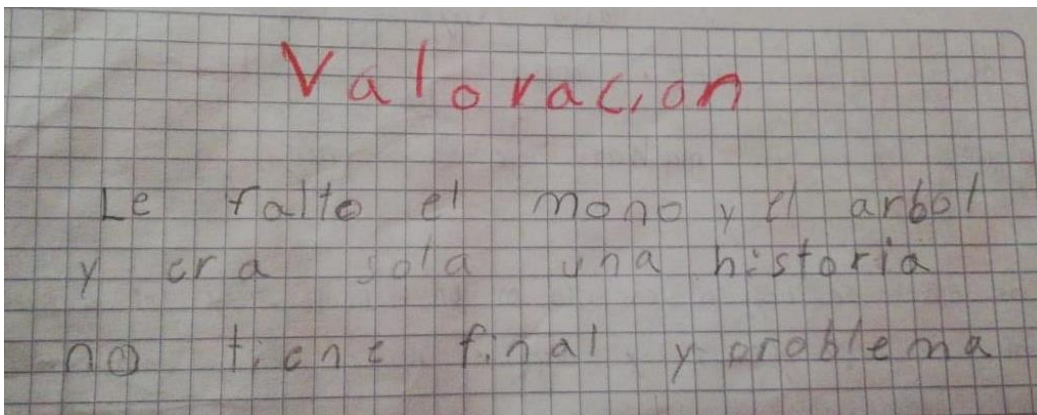 Valoracion
Le falto el mono y el arbol
y era sola una historia
no tiene final y problema